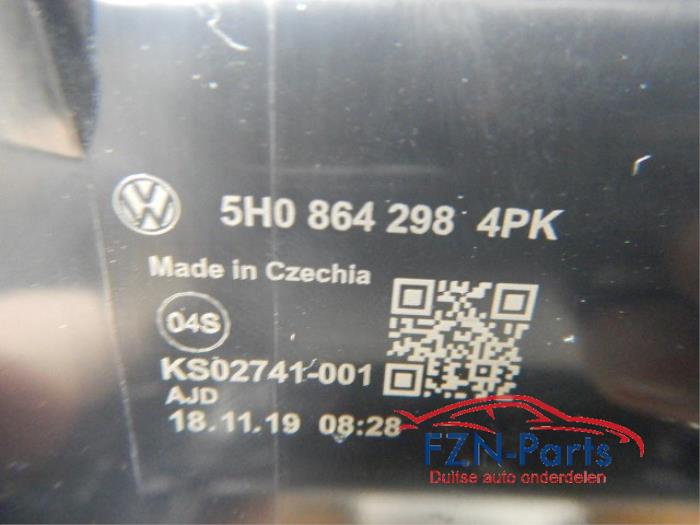 5H0 864 298 4PK
Made in Czechia
04S
KS02741-001
AJD
18.11.19 08:28
FZN-Parts
Duitse auto onderdelen